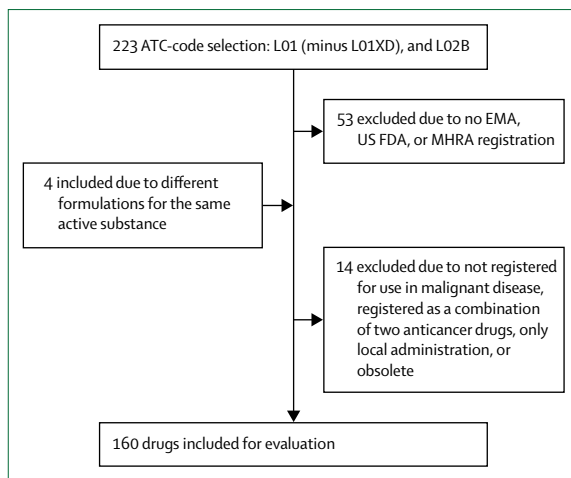 223 ATC-code selection: L01 (minus L01XD), and L02B
53 excluded due to no EMA,
US FDA, or MHRA registration
4 included due to different
formulations for the same
active substance
14 excluded due to not registered
for use in malignant disease,
registered as a combination
of two anticancer drugs, only
local administration, or
obsolete
160 drugs included for evaluation